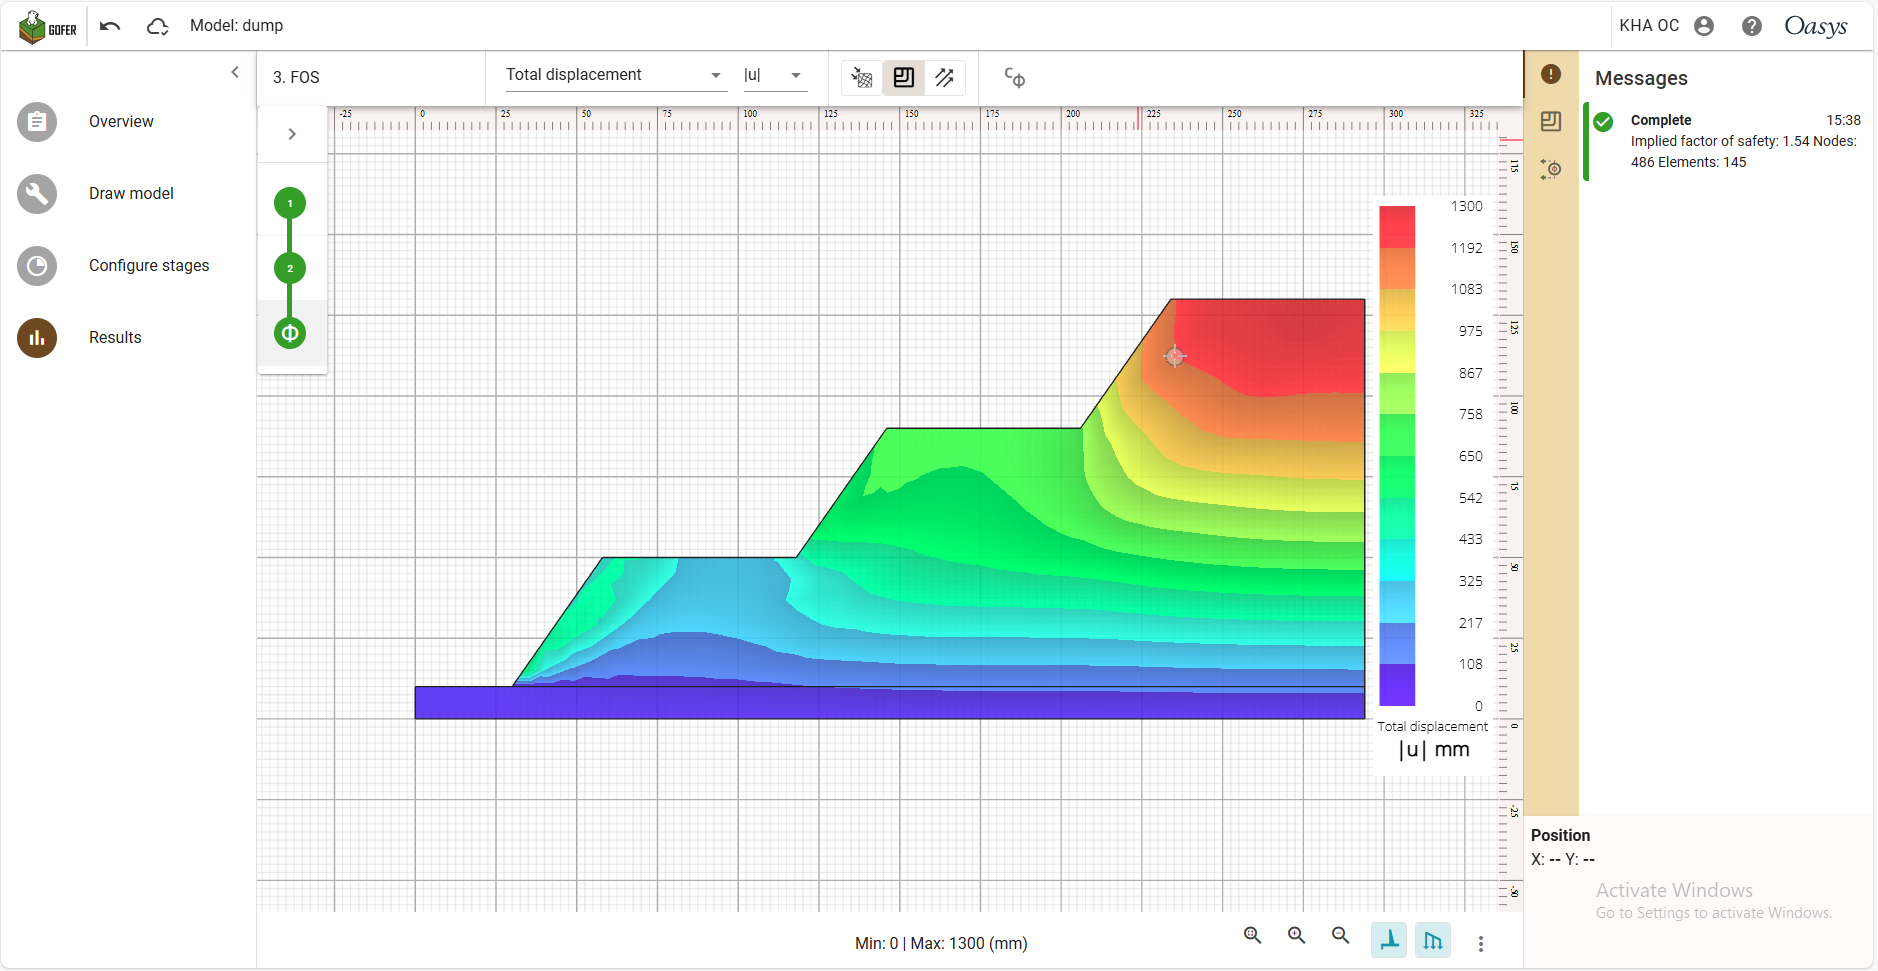 GOFER
Model: dump
KHA OC
Oasys
3. FOS
Total displacement
|u|
Messages
Overview
Draw model
Configure stages
Results
1
2
Φ
-25 0 25 50 75 100 125 150 175 200 225 250 275 300 325
175
150
125
100
75
50
25
0
-25
-50
1300
1192
1083
975
867
758
650
542
433
325
217
108
0
Total displacement
|u| mm
Complete 15:38
Implied factor of safety: 1.54 Nodes:
486 Elements: 145
Position
X: -- Y: --
Activate Windows
Go to Settings to activate Windows.
Min: 0 | Max: 1300 (mm)